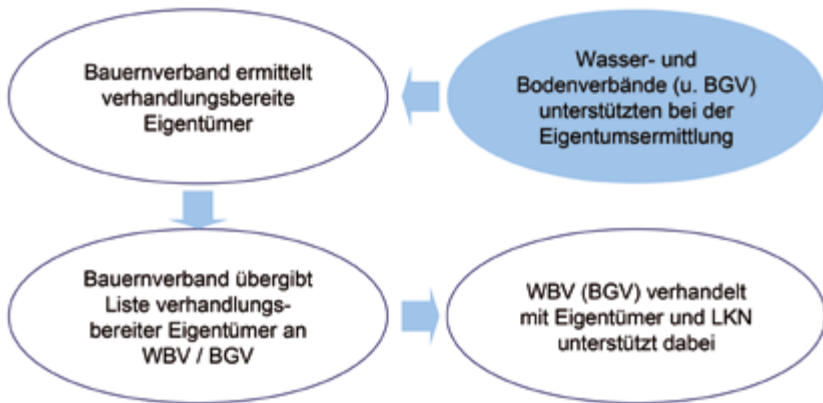 Bauernverband ermittelt
verhandlungsbereite
Eigentümer
Wasser- und
Bodenverbände (u. BGV)
unterstützten bei der
Eigentumsermittlung
Bauernverband übergibt
Liste verhandlungs-
bereiter Eigentümer an
WBV / BGV
WBV (BGV) verhandelt
mit Eigentümer und LKN
unterstützt dabei